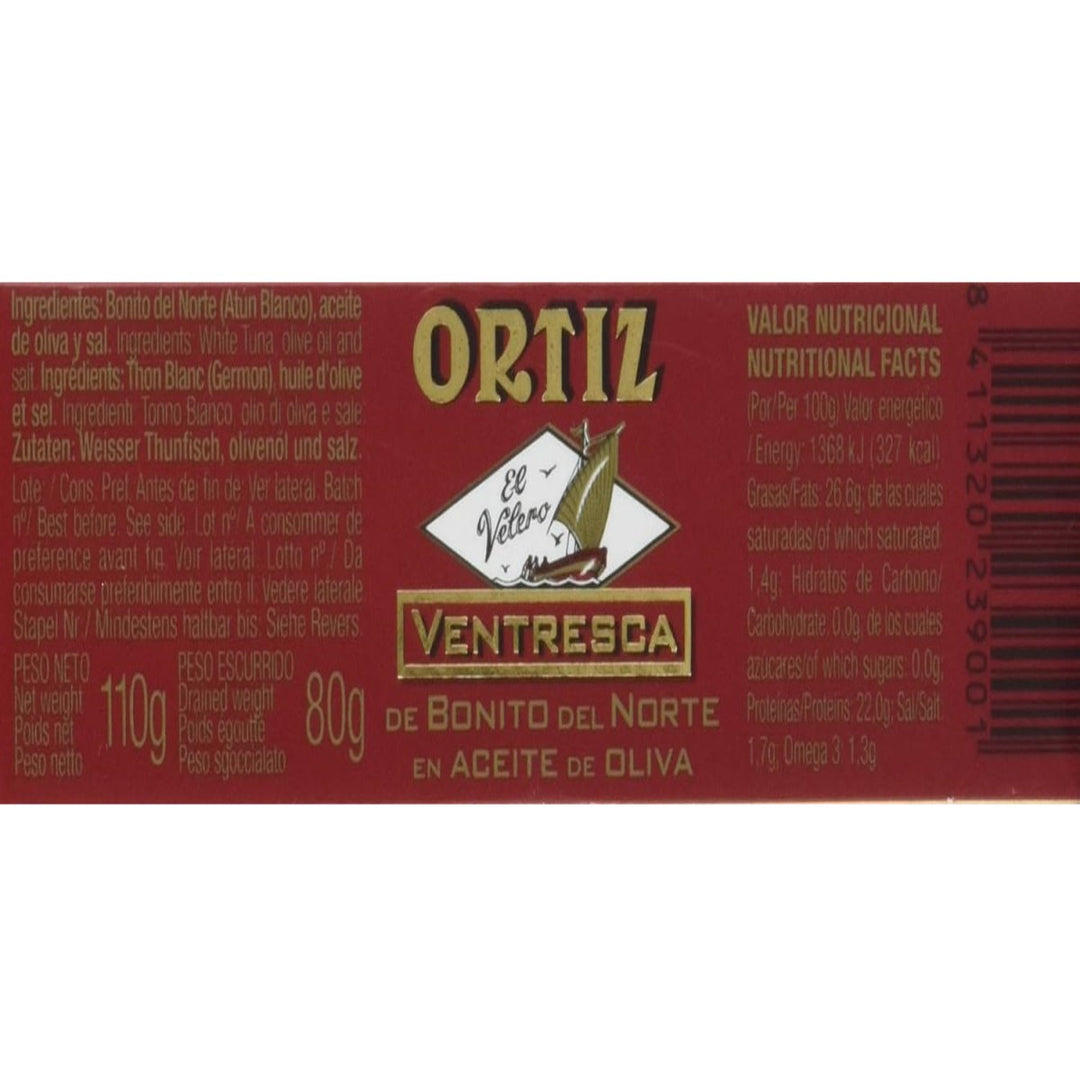 Ingredientes: Bonito del Norte (Atún Blanco), aceite
de oliva y sal. Ingredients: White Tuna, olive oil and
salt. Ingrédients: Thon Blanc (Germon), huile d'olive
et sel. Ingredienti: Tonno Bianco, olio di oliva e sale.
Zutaten: Weisser Thunfisch, olivenöl und salz.
Lote: / Cons. Pref. Antes del fin de: Ver lateral. Batch
nº/ Best before: See side. Lot nº/ A consommer de
preference avant fin: Voir lateral. Lotto nº / Da
consumarse preferibilmente entro il: Vedere laterale
Stapel Nr / Mindestens haltbar bis: Siehe Revers.
PESO NETO
Net weight
Poids net
Peso netto
110g
PESO ESCURRIDO
Drained weight
Poids egoutté
Peso sgocciolato
80g
ORTIZ
El
Velero
VENTRESCA
DE BONITO DEL NORTE
EN ACEITE DE OLIVA
VALOR NUTRICIONAL
NUTRITIONAL FACTS
(Por/Per 100g) Valor energético
/ Energy: 1368 kJ (327 kcal)
Grasas/Fats: 26,6g, de las cuales
saturadas/of which saturated:
1,4g; Hidratos de Carbono/
Carbohydrate: 0,0g; de los cuales
azúcares/of which sugars: 0,0g;
Proteínas/Proteins: 22,0g; Sal/Salt:
1,7g; Omega 3: 1,3g
8 411320 239001